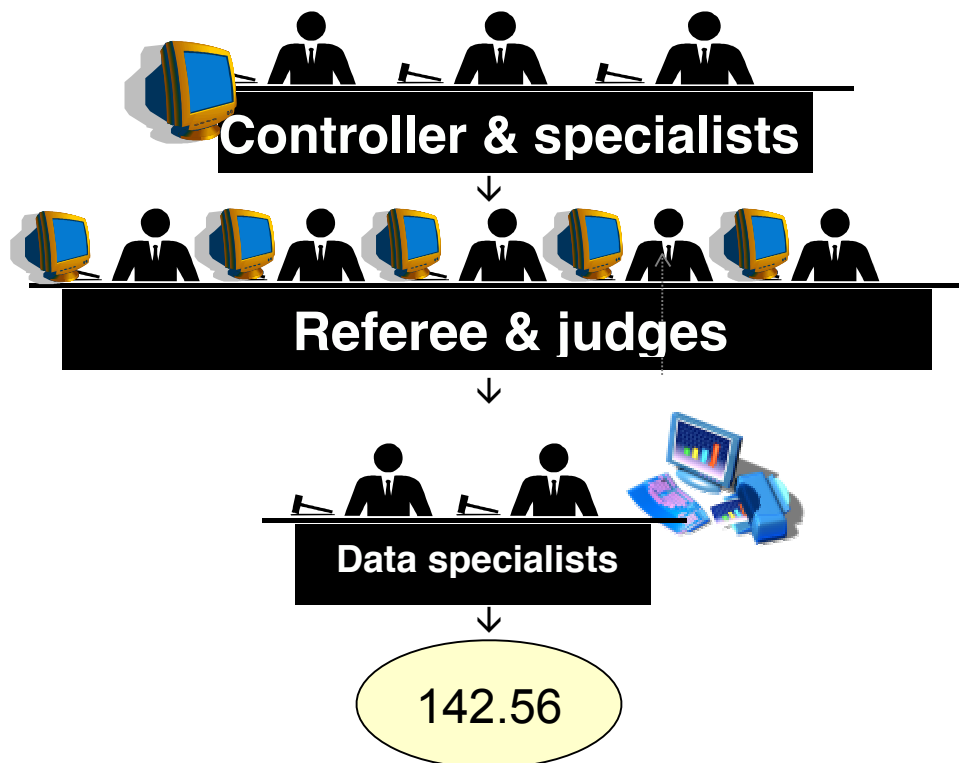 Controller & specialists
Referee & judges
Data specialists
142.56